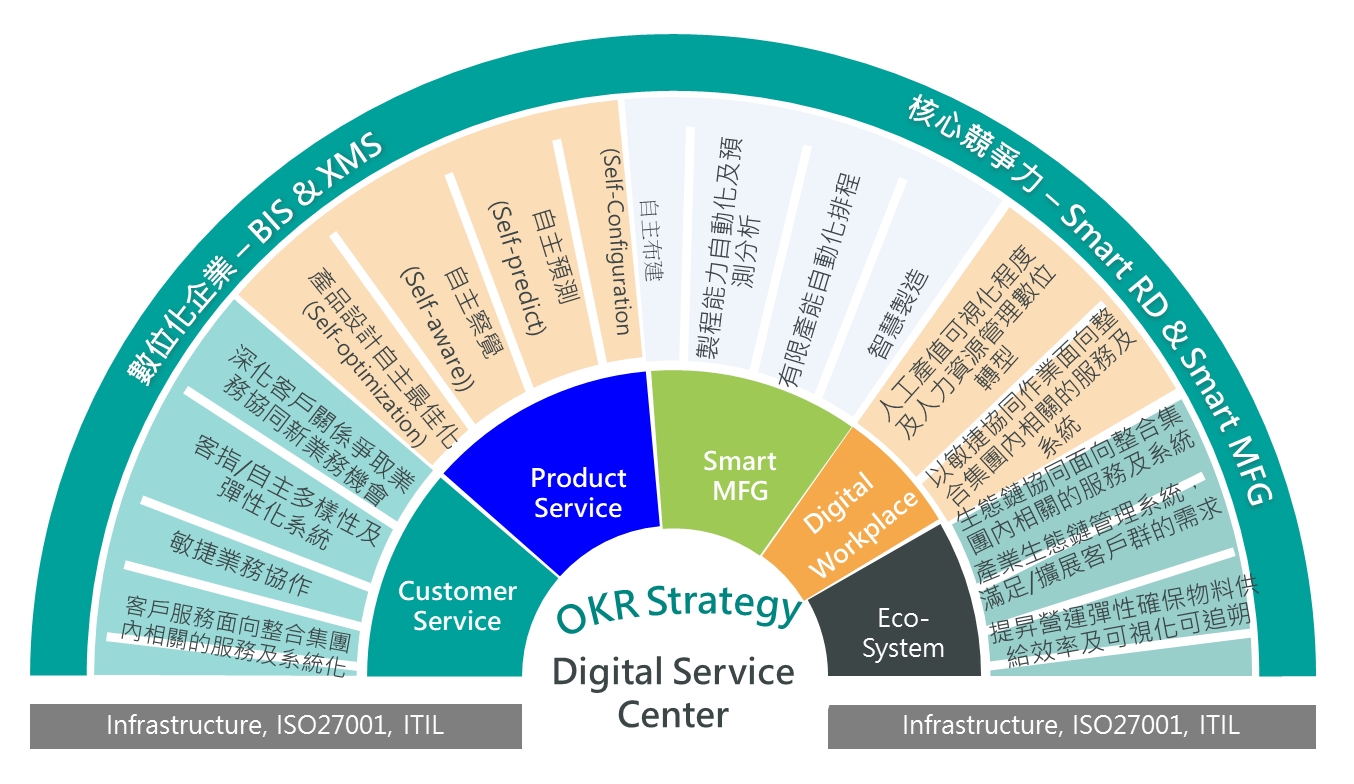 數位化企業 – BIS & XMS
核心競爭力 – Smart RD & Smart MFG
客戶服務面向整合集團
內相關的服務及系統化
敏捷業務協作
客指/自主多樣性及
彈性化系統
深化客戶關係爭取業
務協同新業務機會
產品設計自主最佳化
(Self-optimization)
自主察覺
(Self-aware))
自主預測
(Self-predict)
自主布建
(Self-Configuration
製程能力自動化及預
測分析
有限產能自動化排程
智慧製造
人工產值可視化程度
及人力資源管理數位
轉型
以敏捷協同作業面向整
合集團內相關的服務及
系統
生態鏈協同面向整合集
團內相關的服務及系統
產業生態鏈管理系統
滿足/擴展客戶群的需求
提昇營運彈性確保物料供
給效率及可視化可追朔
Customer
Service
Product
Service
Smart
MFG
Digital
Workplace
Eco-
System
OKR Strategy
Digital Service
Center
Infrastructure, ISO27001, ITIL
Infrastructure, ISO27001, ITIL